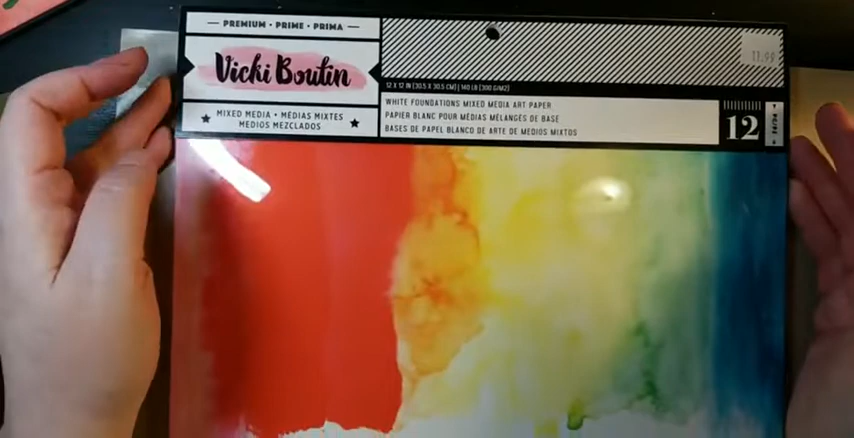 PREMIUM • PRIME • PRIMA
Vicki Boutin
MIXED MEDIA • MÉDIAS MIXTES
MEDIOS MEZCLADOS
12 X 12 IN (30.5 X 30.5 CM) | 140 LB (300 G/M2)
WHITE FOUNDATIONS MIXED MEDIA ART PAPER
PAPIER BLANC POUR MÉDIAS MÉLANGÉS DE BASE
BASES DE PAPEL BLANCO DE ARTE DE MEDIOS MIXTOS
12